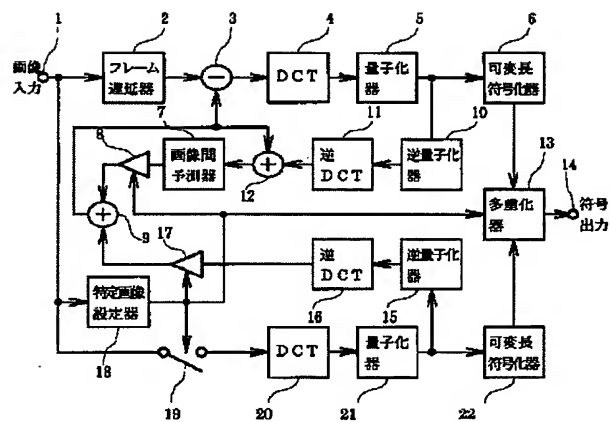 1
2
3
4
5
6
画像
入力
フレーム
遅延器
−
DCT
量子化
器
可変長
符号化器
8
7
11
10
画像間
予測器
+
12
逆
DCT
逆量子化
器
13
14
多重化
器
符号
出力
+
9
17
特定画像
設定器
18
逆
DCT
16
逆量子化
器
15
19
DCT
20
量子化
器
21
可変長
符号化器
22